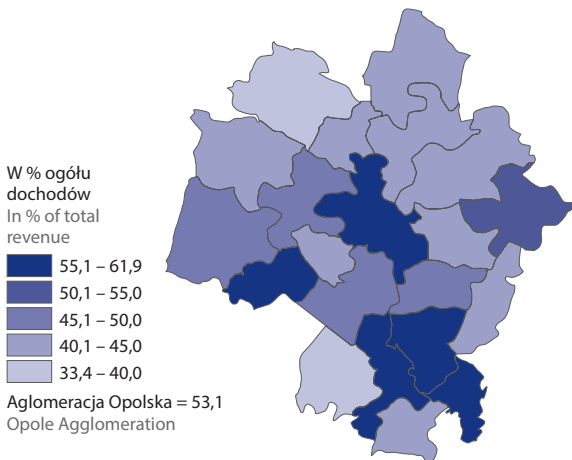 W % ogółu
dochodów
In % of total
revenue
55,1 – 61,9
50,1 – 55,0
45,1 – 50,0
40,1 – 45,0
33,4 – 40,0
Aglomeracja Opolska = 53,1
Opole Agglomeration